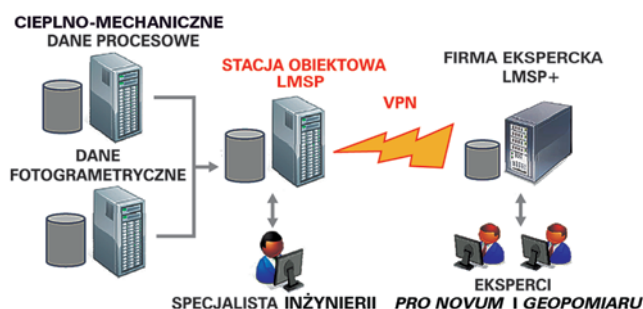 CIEPLNO-MECHANICZNE
DANE PROCESOWE
STACJA OBIEKTOWA
LMSP
FIRMA EKSPERCKA
LMSP+
VPN
DANE
FOTOGRAMETRYCZNE
SPECJALISTA INŻYNIERII
EKSPERCI
PRO NOVUM I GEOPOMIARU